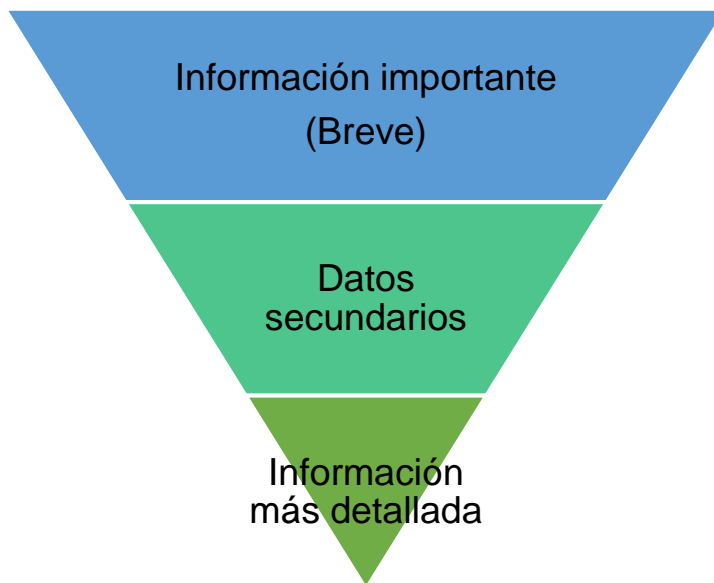 Información importante
(Breve)
Datos
secundarios
Información
más detallada